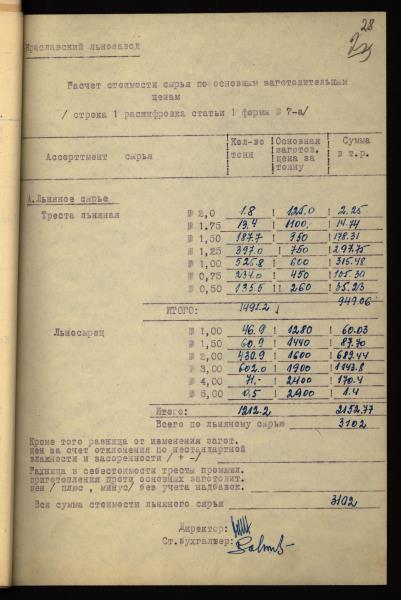 28
Краславский льнозавод
Расчет стоимости сырья по основным заготовительным
ценам
/ строка 1 расшифровка статьи 1 формы № 7-а/
Ассортимент сырья Кол-во тонн Основная заготов. цена за тонну Сумма в т.р.
А.Льняное сырье
Треста льняная № 2,0 1.8 ! 125.0 ! 2.25
№ 1.75 13.4 ! 1100,- ! 14.74
№ 1,50 187.7 ! 950 ! 178.31
№ 1,25 397.0 ! 750 ! 297.75
№ 1,00 525.8 ! 600 ! 315.48
№ 0,75 234.0 ! 450 ! 105.30
№ 0,50 135.5 ! 260 ! 35.23
ИТОГО: 1495.2 ! 949.06
Льносырец № 1,00 46.9 ! 1280 ! 60.03
№ 1,50 60.9 ! 1440 ! 87.70
№ 2,00 430.9 ! 1600 ! 689.44
№ 3,00 602.0 ! 1900 ! 1143.8
№ 4,00 71.- ! 2400 ! 170.4
№ 5,00 0,5 ! 2900 ! 1.4
Итого: 1212.2 2152.77
Всего по льняному сырью 3102
Кроме того разница от изменения загот.
цен за счет отклонения по нестандартной
влажности и засоренности / + -/
Разница в себестоимости тресты промышл.
приготовления проти основных заготовит.
цен / плюс , минус/ без учета надбавок.
Вся сумма стоимости льняного сырья 3102
Директор:
Ст.бухгалтер: